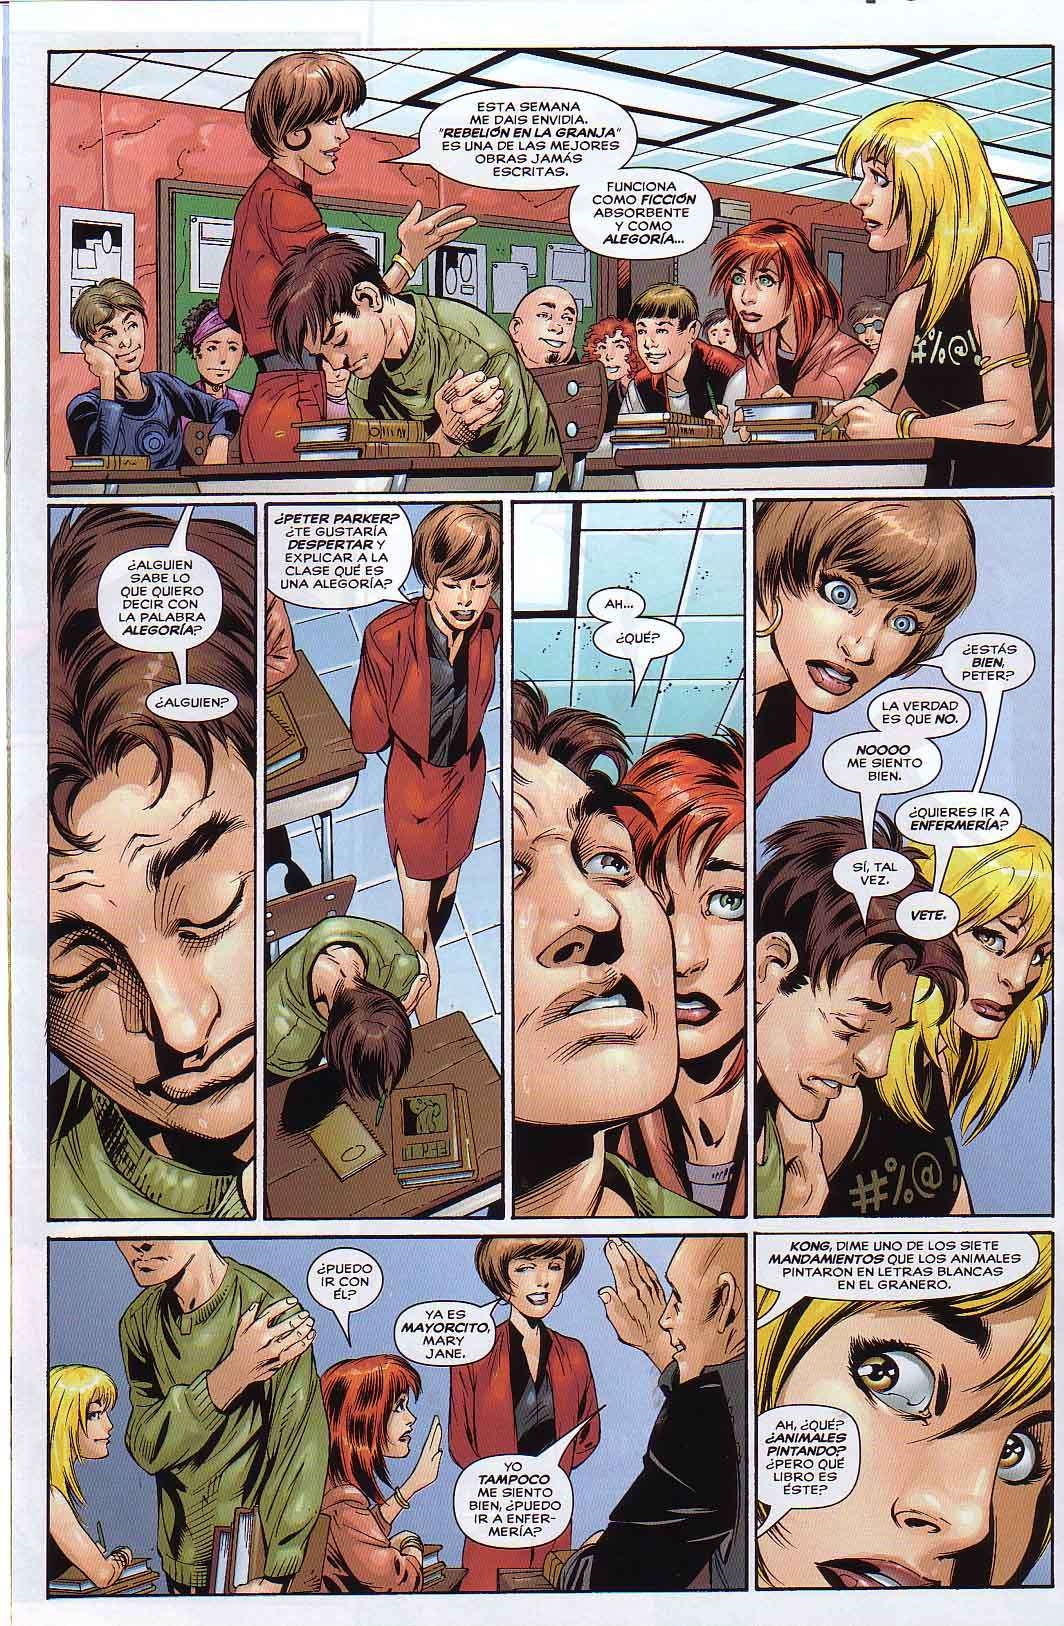 ESTA SEMANA
ME DAIS ENVIDIA.
"REBELIÓN EN LA GRANJA"
ES UNA DE LAS MEJORES
OBRAS JAMÁS
ESCRITAS.
FUNCIONA
COMO FICCIÓN
ABSORBENTE
Y COMO
ALEGORÍA...
#%@!
¿ALGUIEN
SABE LO
QUE QUIERO
DECIR CON
LA PALABRA
ALEGORÍA?
¿ALGUIEN?
¿PETER PARKER?
¿TE GUSTARÍA
DESPERTAR Y
EXPLICAR A LA
CLASE QUÉ ES
UNA ALEGORÍA?
AH...
¿QUÉ?
¿ESTÁS
BIEN,
PETER?
LA VERDAD
ES QUE NO.
NOOOO
ME SIENTO
BIEN.
¿QUIERES IR A
ENFERMERÍA?
SÍ, TAL
VEZ.
VETE.
#%@!
¿PUEDO
IR CON
ÉL?
YA ES
MAYORCITO,
MARY
JANE.
YO
TAMPOCO
ME SIENTO
BIEN, ¿PUEDO
IR A ENFER-
MERÍA?
KONG, DIME UNO DE LOS SIETE
MANDAMIENTOS QUE LOS ANIMALES
PINTARON EN LETRAS BLANCAS
EN EL GRANERO.
AH, ¿QUÉ?
¿ANIMALES
PINTANDO?
¿PERO QUÉ
LIBRO ES
ÉSTE?